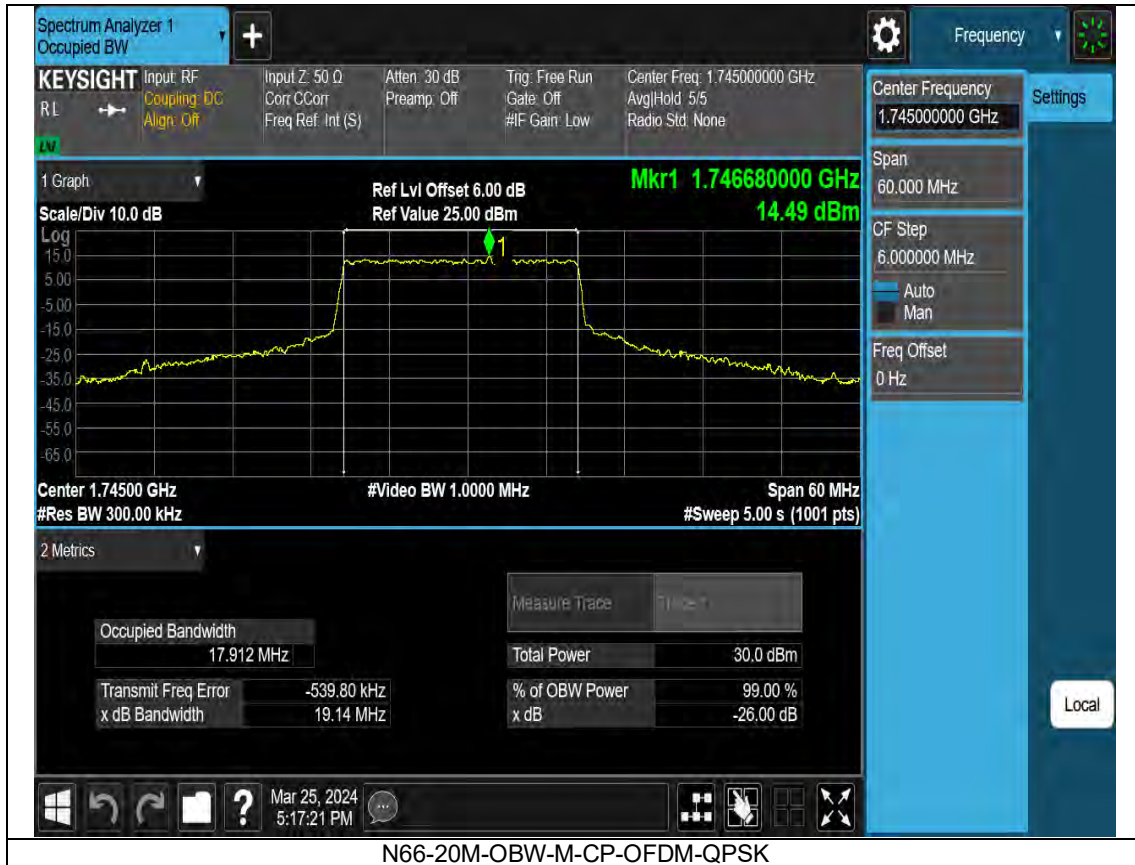 Spectrum Analyzer 1
Occupied BW
Frequency
KEYSIGHT
RL
Input: RF
Coupling: DC
Align: Off
Input Z: 50 Ω
Corr CCorr
Freq Ref: Int (S)
Atten: 30 dB
Preamp: Off
Trig: Free Run
Gate: Off
#IF Gain: Low
Center Freq: 1.745000000 GHz
Avg|Hold: 5/5
Radio Std: None
Center Frequency
1.745000000 GHz
Settings
Span
60.000 MHz
CF Step
6.000000 MHz
Auto
Man
Freq Offset
0 Hz
Local
1 Graph
Scale/Div 10.0 dB
Ref Lvl Offset 6.00 dB
Ref Value 25.00 dBm
Mkr1 1.746680000 GHz
14.49 dBm
Log
1
15.0
5.00
-5.00
-15.0
-25.0
-35.0
-45.0
-55.0
-65.0
Center 1.74500 GHz
#Video BW 1.0000 MHz
Span 60 MHz
#Res BW 300.00 kHz
#Sweep 5.00 s (1001 pts)
2 Metrics
Measure Trace
Trace 1
Occupied Bandwidth
17.912 MHz
Total Power
30.0 dBm
Transmit Freq Error
-539.80 kHz
% of OBW Power
99.00 %
x dB Bandwidth
19.14 MHz
x dB
-26.00 dB
?
Mar 25, 2024
5:17:21 PM
N66-20M-OBW-M-CP-OFDM-QPSK